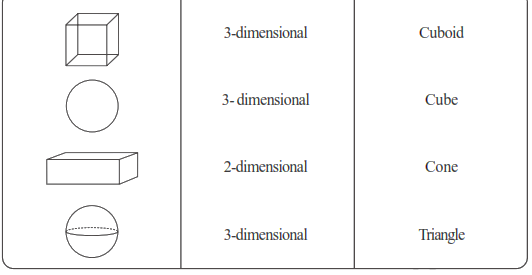 3-dimensional Cuboid
3- dimensional Cube
2-dimensional Cone
3-dimensional Triangle